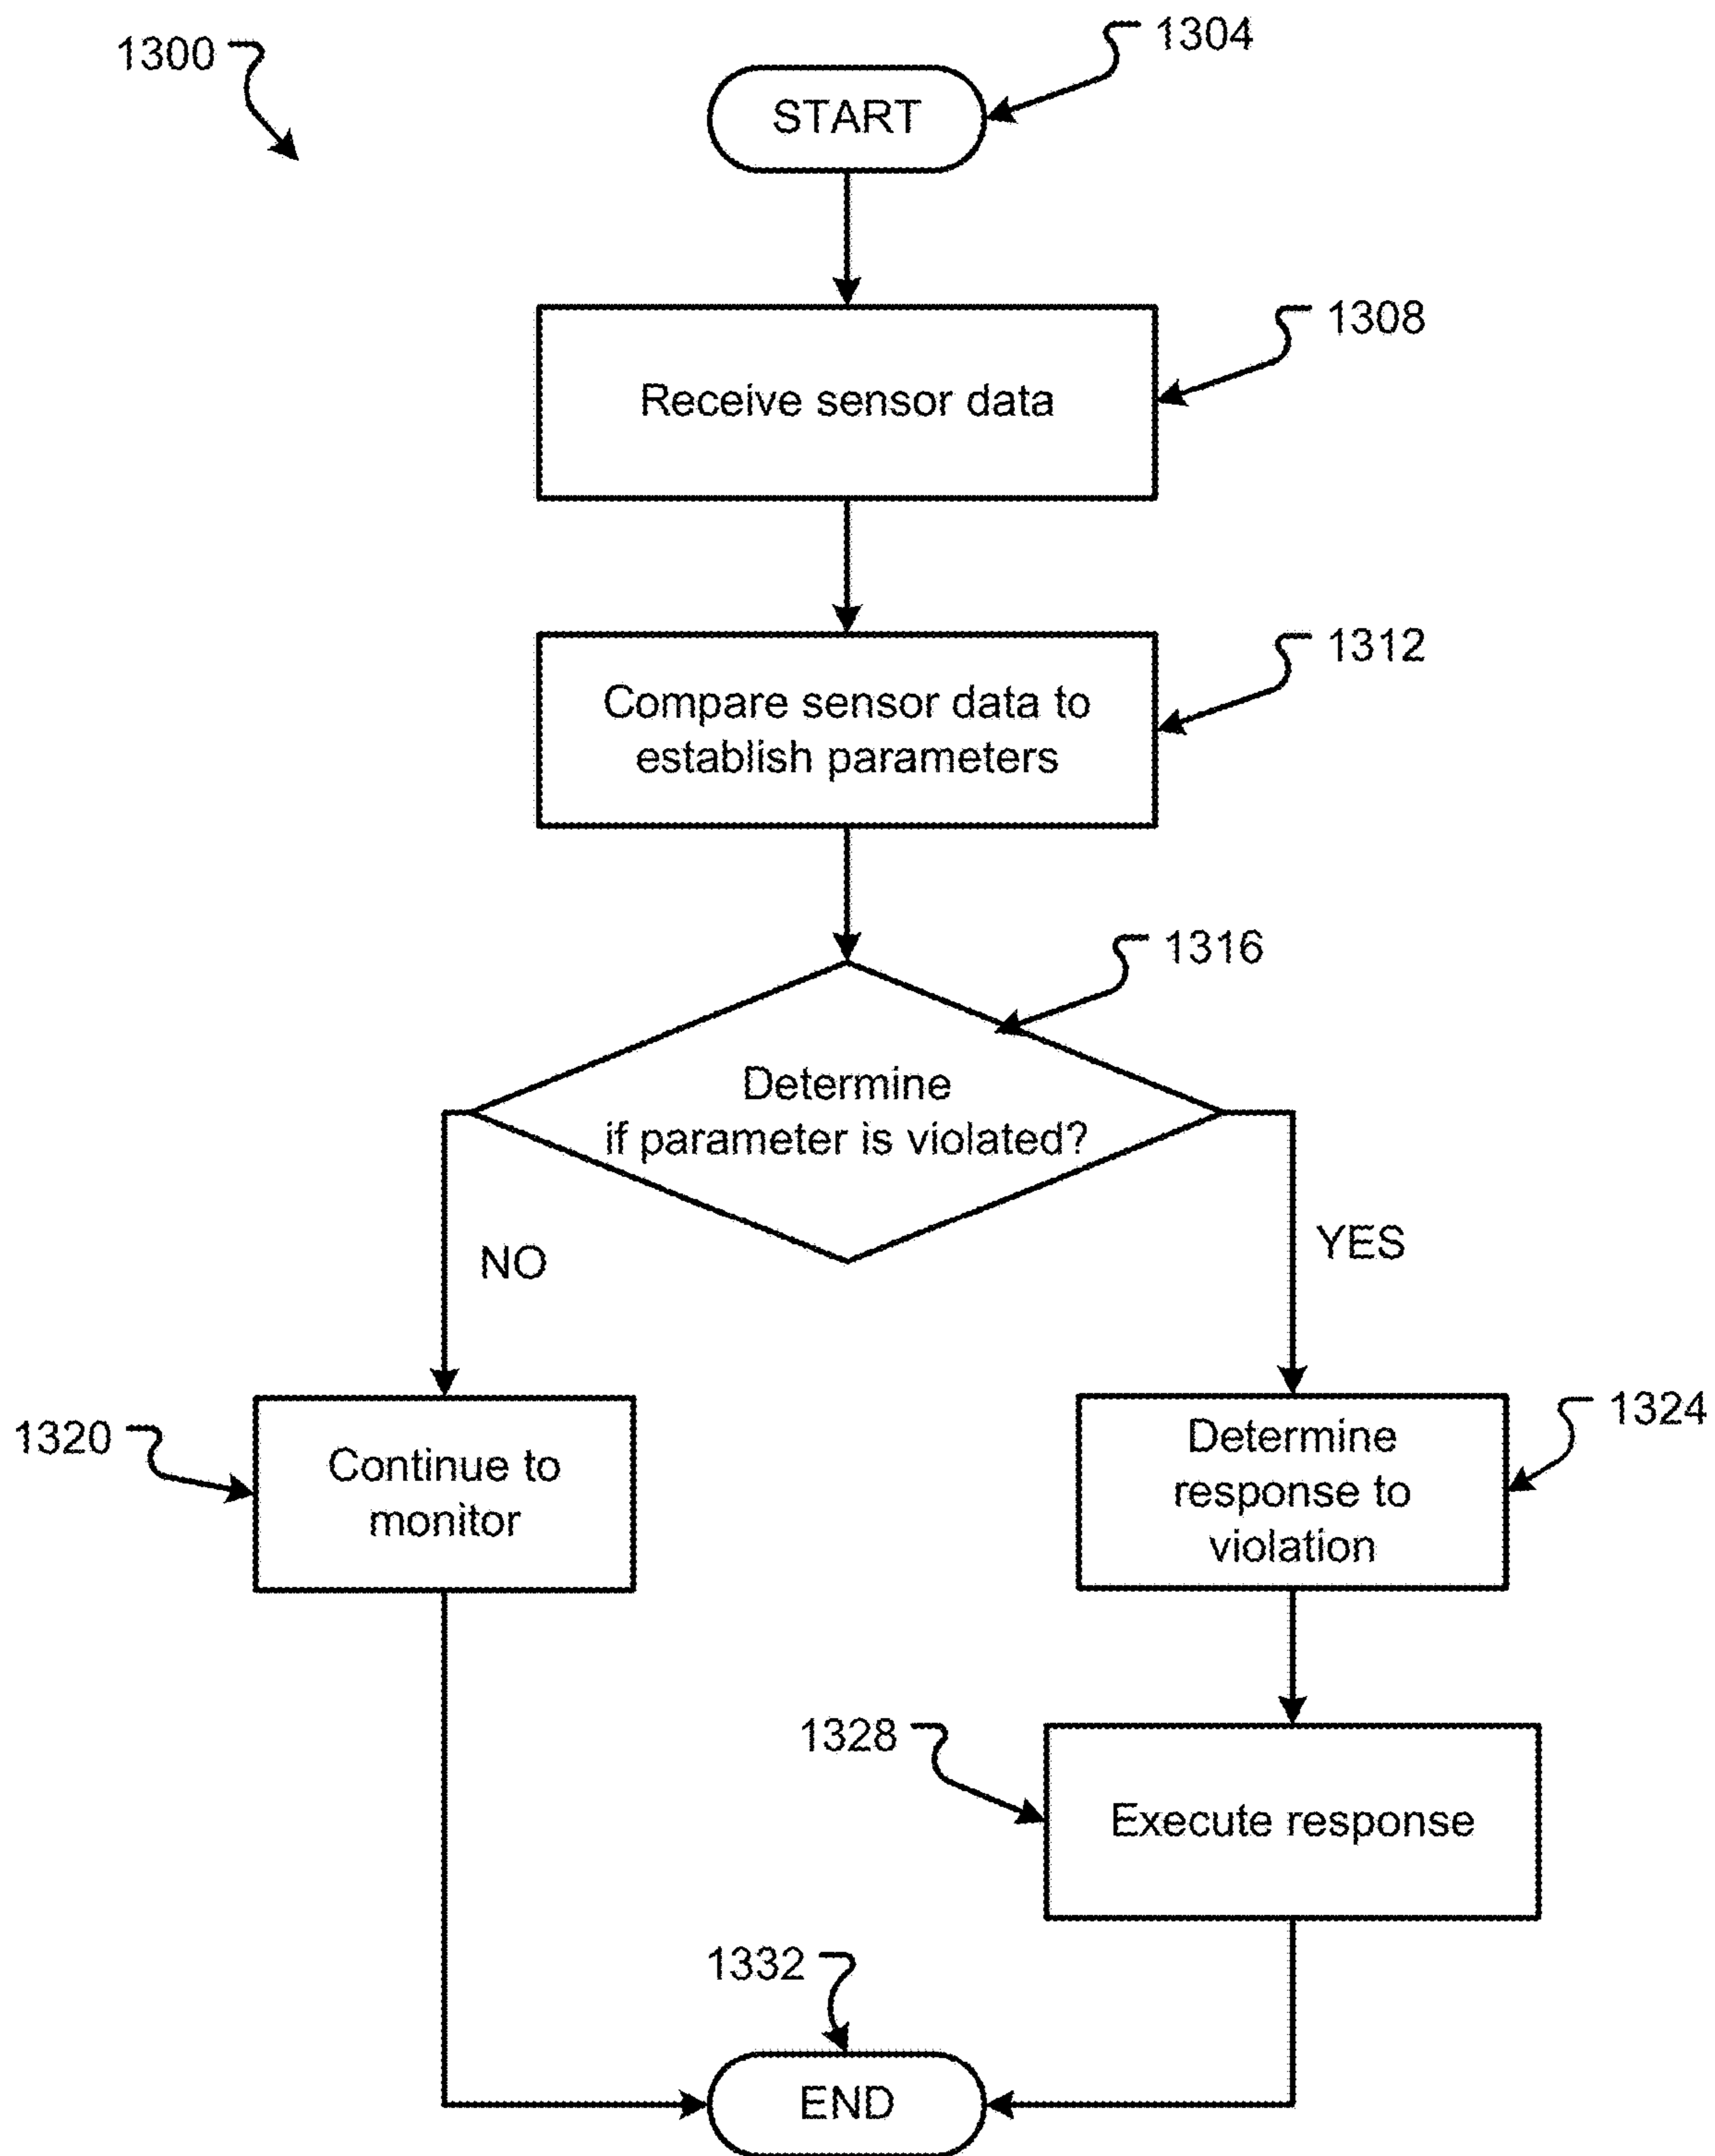 1300
1304
START
1308
Receive sensor data
1312
Compare sensor data to
establish parameters
1316
Determine
if parameter is violated?
NO
YES
1320
Continue to
monitor
1324
Determine
response to
violation
1328
Execute response
1332
END